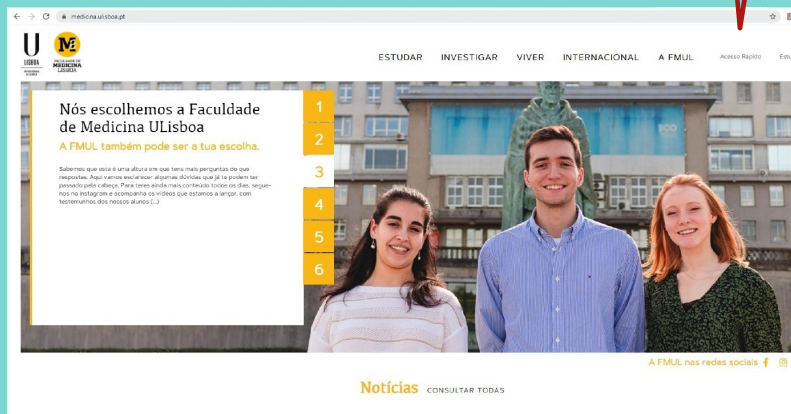 medicina.ulisboa.pt
U
LISBOA
M
FACULDADE DE
MEDICINA
LISBOA
ESTUDAR INVESTIGAR VIVER INTERNACIONAL A FMUL Acesso Rápido Estu
Nós escolhemos a Faculdade
de Medicina ULisboa
A FMUL também pode ser a tua escolha.
Sabemos que esta é uma altura em que tens mais perguntas do que
respostas. Aqui vamos esclarecer algumas dúvidas que já te podem ter
passado pela cabeça. Para teres ainda mais conteúdo todos os dias, segue-
nos no instagram e acompanha os vídeos que estamos a lançar, com
testemunhos dos nossos alunos (...)
1
2
3
4
5
6
A FMUL nas redes sociais
Notícias CONSULTAR TODAS